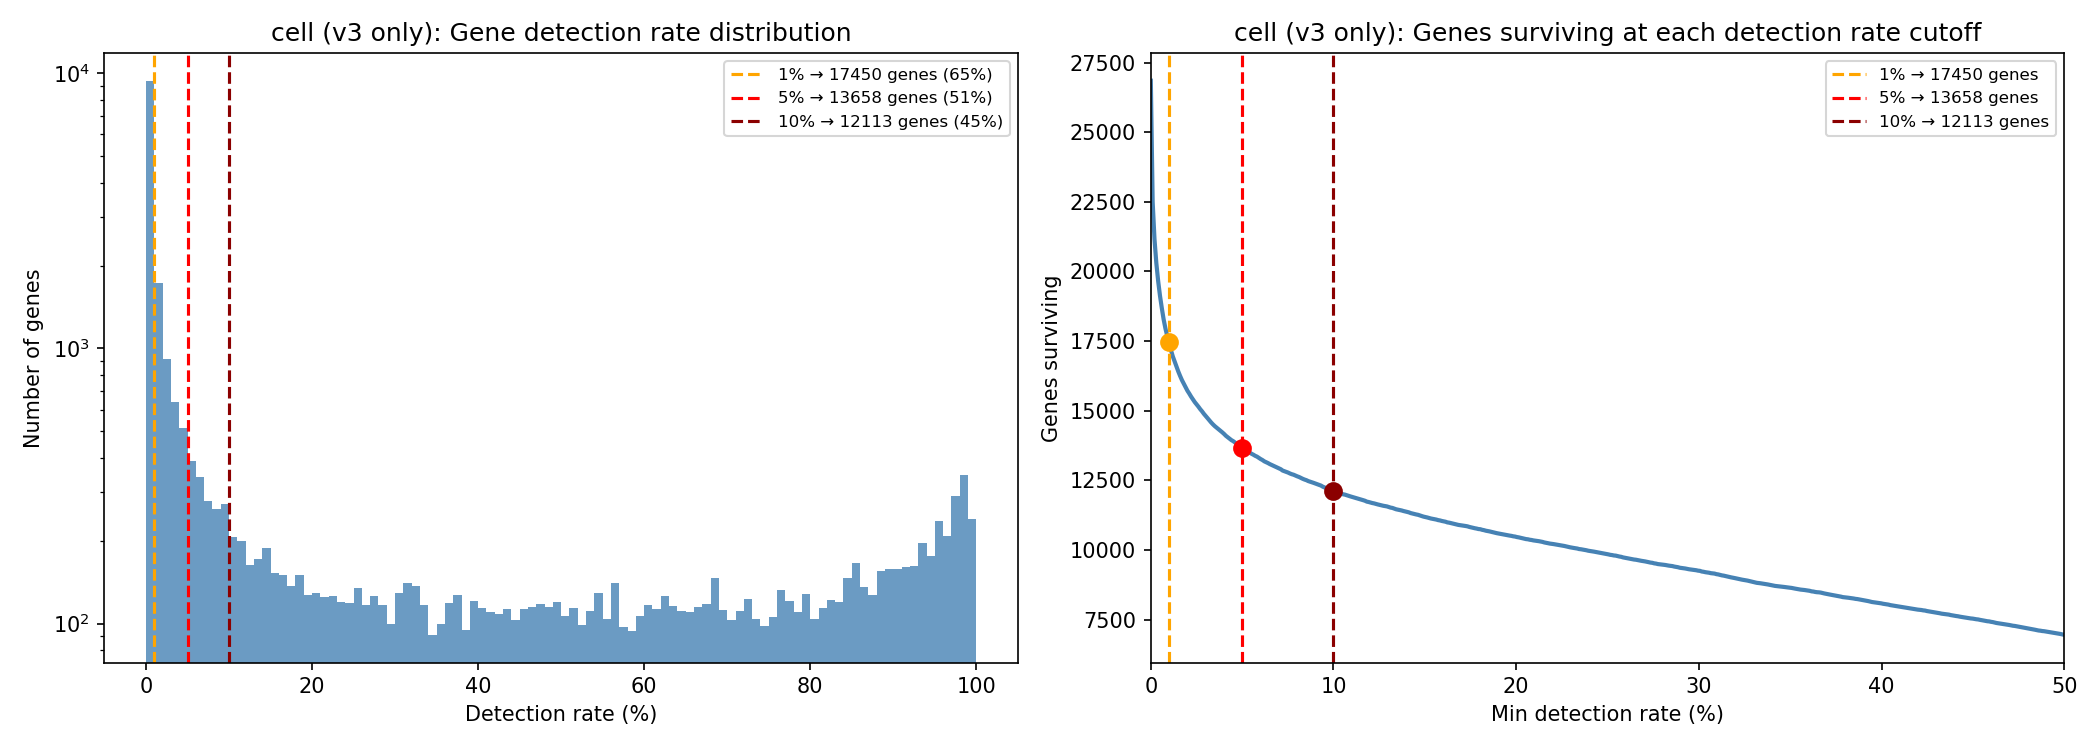 cell (v3 only): Gene detection rate distribution
10⁴
10³
10²
Number of genes
0
20
40
60
80
100
Detection rate (%)
1% → 17450 genes (65%)
5% → 13658 genes (51%)
10% → 12113 genes (45%)
cell (v3 only): Genes surviving at each detection rate cutoff
27500
25000
22500
20000
17500
15000
12500
10000
7500
Genes surviving
0
10
20
30
40
50
Min detection rate (%)
1% → 17450 genes
5% → 13658 genes
10% → 12113 genes